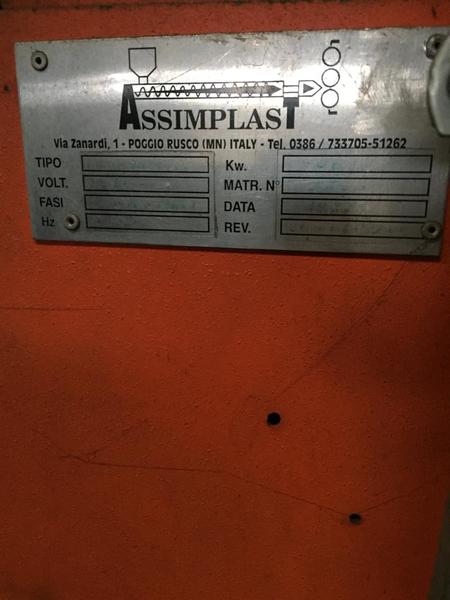 ASSIMPLAST
Via Zanardi, 1 - POGGIO RUSCO (MN) ITALY - Tel. 0386 / 733705-51262
TIPO
Kw.
VOLT.
MATR. N°
FASI
DATA
Hz
REV.